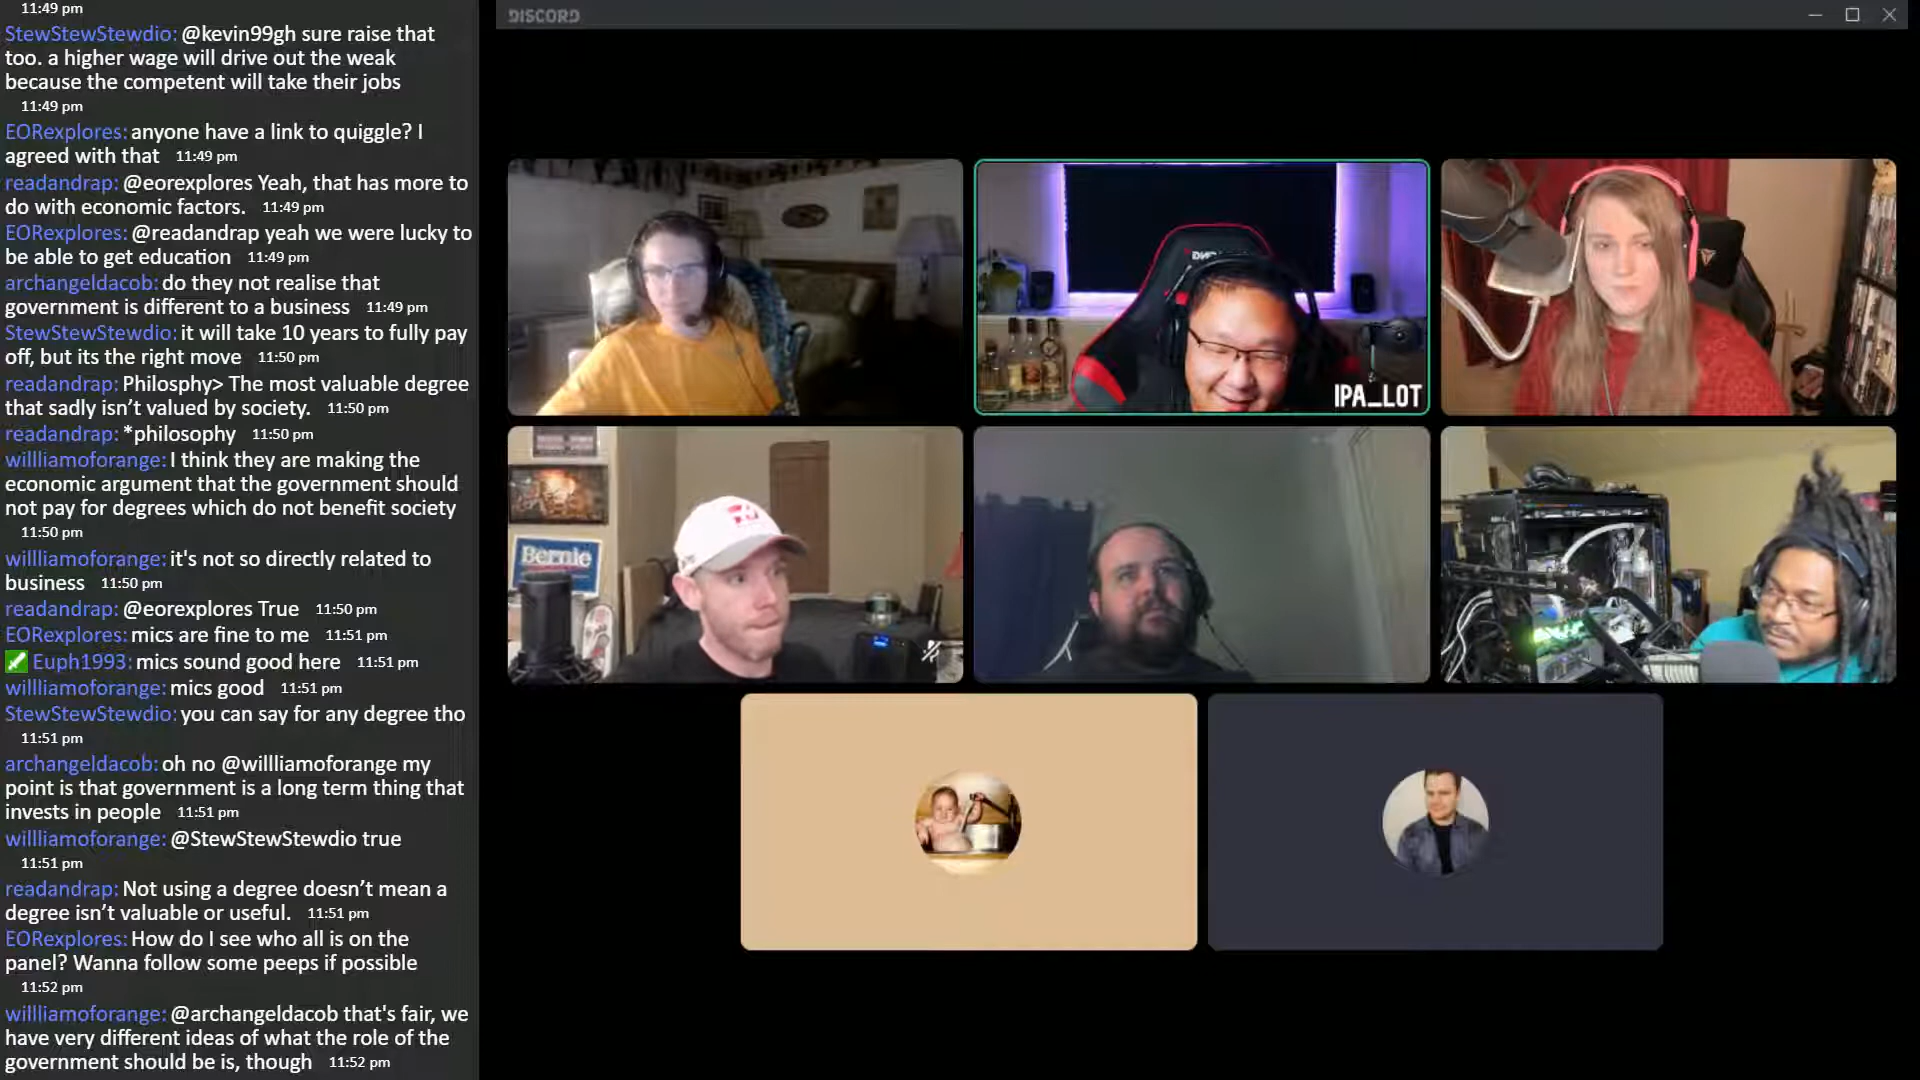 11:49 pm
StewStewStewdio: @kevin99gh sure raise that
too. a higher wage will drive out the weak
because the competent will take their jobs
11:49 pm
EORexplores: anyone have a link to quiggle? I
agreed with that 11:49 pm
readandrap: @eorexplores Yeah, that has more to
do with economic factors. 11:49 pm
EORexplores: @readandrap yeah we were lucky to
be able to get education 11:49 pm
archangeldacob: do they not realise that
government is different to a business 11:49 pm
StewStewStewdio: it will take 10 years to fully pay
off, but its the right move 11:50 pm
readandrap: Philosphy> The most valuable degree
that sadly isn’t valued by society. 11:50 pm
readandrap: *philosophy 11:50 pm
willliamoforange: I think they are making the
economic argument that the government should
not pay for degrees which do not benefit society
11:50 pm
willliamoforange: it's not so directly related to
business 11:50 pm
readandrap: @eorexplores True 11:50 pm
EORexplores: mics are fine to me 11:51 pm
Euph1993: mics sound good here 11:51 pm
willliamoforange: mics good 11:51 pm
StewStewStewdio: you can say for any degree tho
11:51 pm
archangeldacob: oh no @willliamoforange my
point is that government is a long term thing that
invests in people 11:51 pm
willliamoforange: @StewStewStewdio true
11:51 pm
readandrap: Not using a degree doesn’t mean a
degree isn’t valuable or useful. 11:51 pm
EORexplores: How do I see who all is on the
panel? Wanna follow some peeps if possible
11:52 pm
willliamoforange: @archangeldacob that's fair, we
have very different ideas of what the role of the
government should be is, though 11:52 pm
DISCORD
IPA_LOT
Bernie